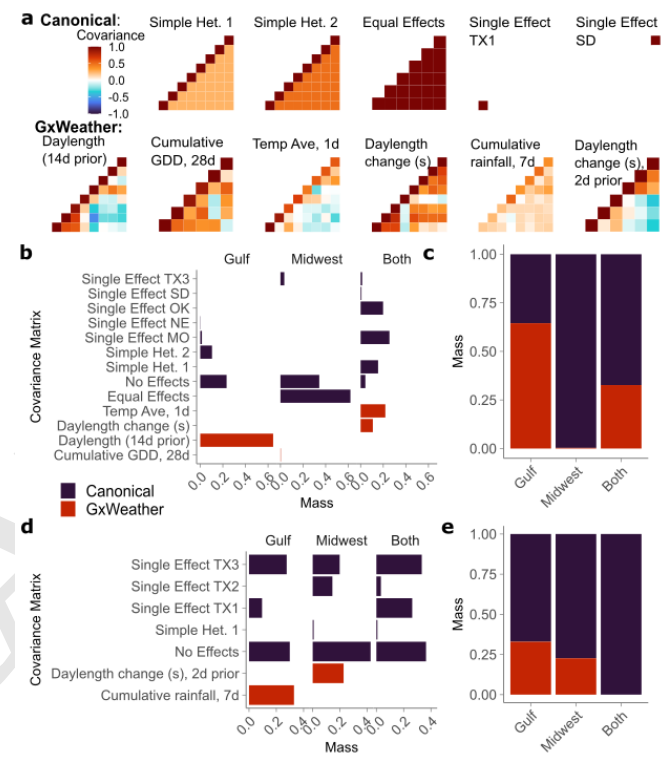 a Canonical: Simple Het. 1 Simple Het. 2 Equal Effects Single Effect Single Effect
Covariance TX1 SD
1.0
0.5
0.0
-0.5
-1.0
GxWeather:
Daylength Cumulative Temp Ave, 1d Daylength Cumulative Daylength
(14d prior) GDD, 28d change (s) rainfall, 7d change (s),
2d prior
b Gulf Midwest Both
Covariance Matrix
Single Effect TX3
Single Effect SD
Single Effect OK
Single Effect NE
Single Effect MO
Simple Het. 2
Simple Het. 1
No Effects
Equal Effects
Temp Ave, 1d
Daylength change (s)
Daylength (14d prior)
Cumulative GDD, 28d
0.0 0.2 0.4 0.6 0.0 0.2 0.4 0.6 0.0 0.2 0.4 0.6
Mass
c
Mass
1.00
0.75
0.50
0.25
0.00
Gulf Midwest Both
Canonical
GxWeather
d Gulf Midwest Both
Covariance Matrix
Single Effect TX3
Single Effect TX2
Single Effect TX1
Simple Het. 1
No Effects
Daylength change (s), 2d prior
Cumulative rainfall, 7d
0.0 0.2 0.4 0.0 0.2 0.4 0.0 0.2 0.4
Mass
e
Mass
1.00
0.75
0.50
0.25
0.00
Gulf Midwest Both